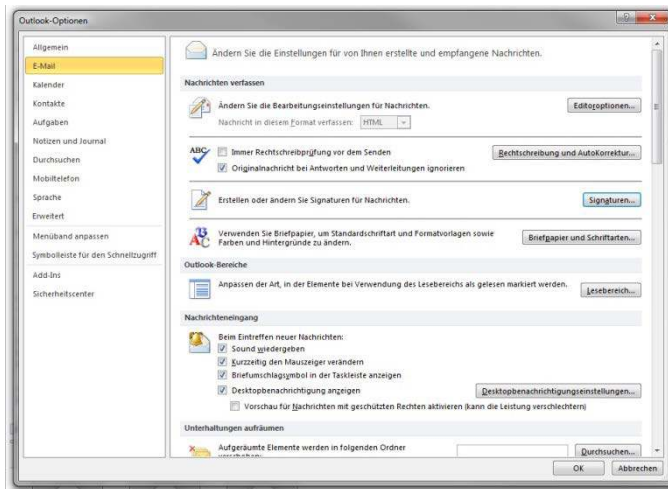 Outlook-Optionen
Allgemein
E-Mail
Kalender
Kontakte
Aufgaben
Notizen und Journal
Durchsuchen
Mobiltelefon
Sprache
Erweitert
Menüband anpassen
Symbolleiste für den Schnellzugriff
Add-Ins
Sicherheitscenter
Ändern Sie die Einstellungen für von Ihnen erstellte und empfangene Nachrichten.
Nachrichten verfassen
Ändern Sie die Bearbeitungseinstellungen für Nachrichten.
Editoroptionen...
Nachricht in diesem Format verfassen: HTML
ABC
Immer Rechtschreibprüfung vor dem Senden
Rechtschreibung und AutoKorrektur...
Originalnachricht bei Antworten und Weiterleitungen ignorieren
Erstellen oder ändern Sie Signaturen für Nachrichten.
Signaturen...
Verwenden Sie Briefpapier, um Standardschriftart und Formatvorlagen sowie
Farben und Hintergründe zu ändern.
Briefpapier und Schriftarten...
Outlook-Bereiche
Anpassen der Art, in der Elemente bei Verwendung des Lesebereichs als gelesen markiert werden.
Lesebereich...
Nachrichteneingang
Beim Eintreffen neuer Nachrichten:
Sound wiedergeben
Kurzzeitig den Mauszeiger verändern
Briefumschlagsymbol in der Taskleiste anzeigen
Desktopbenachrichtigung anzeigen
Desktopbenachrichtigungseinstellungen...
Vorschau für Nachrichten mit geschützten Rechten aktivieren (kann die Leistung verschlechtern)
Unterhaltungen aufräumen
Aufgeräumte Elemente werden in folgenden Ordner
verschoben:
Durchsuchen...
OK
Abbrechen